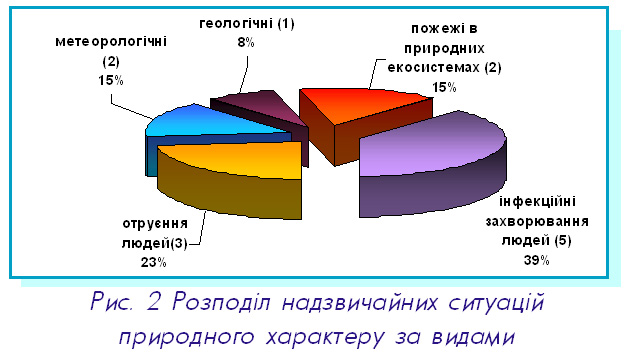 геологічні (1)
8%
метеорологічні
(2)
15%
пожежі в
природних
екосистемах (2)
15%
отруєння
людей(3)
23%
інфекційні
захворювання
людей (5)
39%
Рис. 2 Розподіл надзвичайних ситуацій
природного характеру за видами